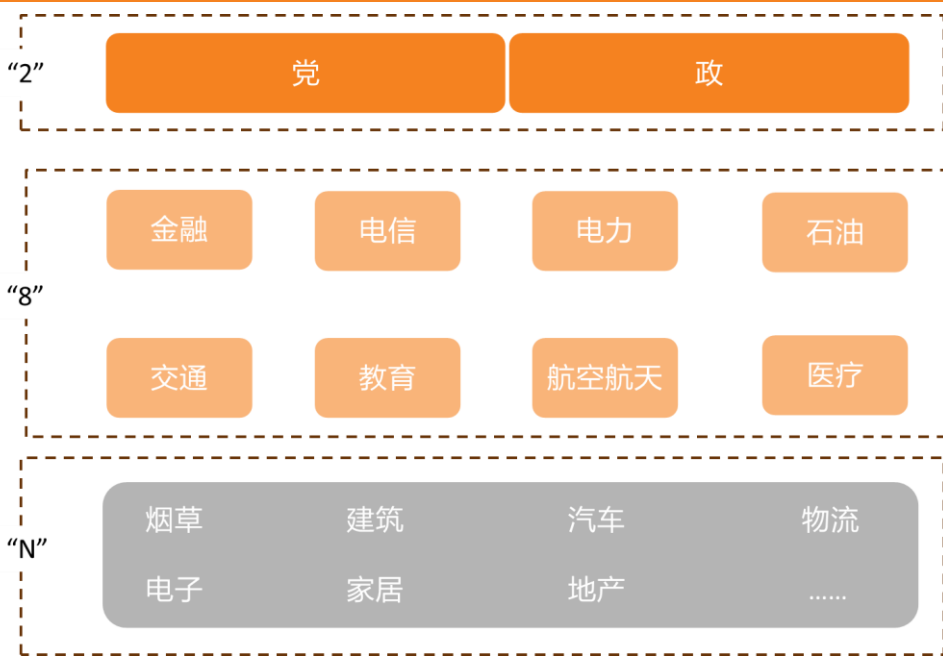 “2”
党 政
金融 电信 电力 石油
“8”
交通 教育 航空航天 医疗
烟草 建筑 汽车 物流
“N”
电子 家居 地产 ......